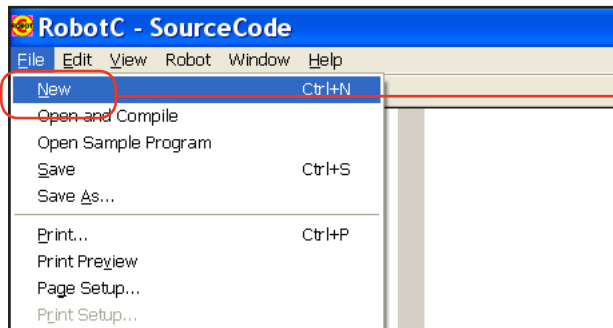 RobotC - SourceCode
File Edit View Robot Window Help
New Ctrl+N
Open and Compile
Open Sample Program
Save Ctrl+S
Save As...
Print... Ctrl+P
Print Preview
Page Setup...
Print Setup...